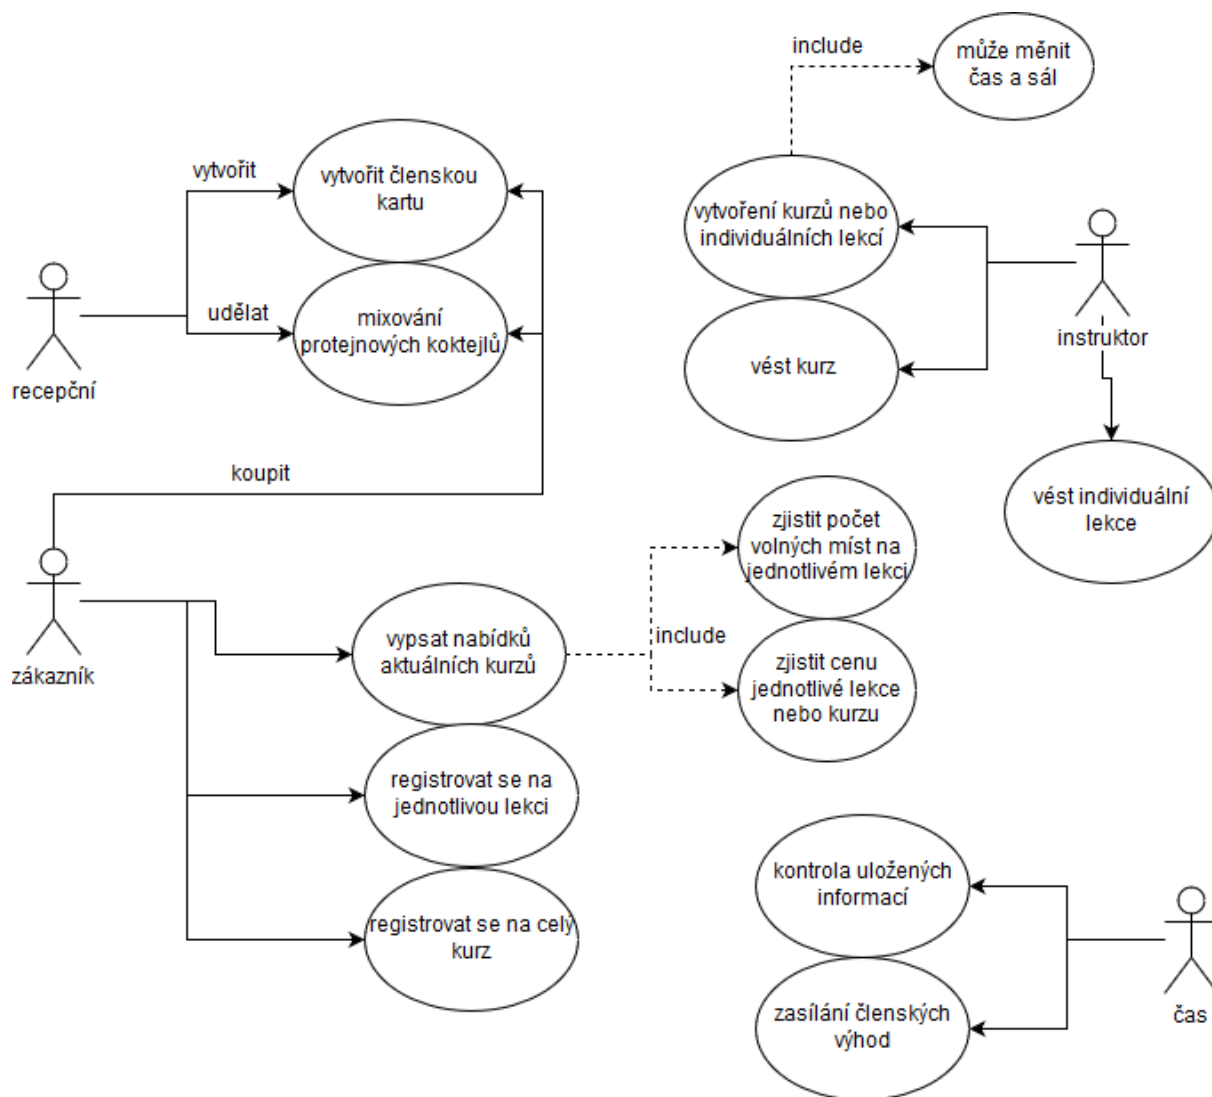 include
může měnit
čas a sál
vytvořit
vytvořit členskou
kartu
vytvoření kurzů nebo
individuálních lekcí
udělat
mixování
protejnových koktejlů
recepční
vést kurz
instruktor
koupit
vést individuální
lekce
zjistit počet
volných míst na
jednotlivém lekci
zákazník
vypsat nabídků
aktuálních kurzů
include
zjistit cenu
jednotlivé lekce
nebo kurzu
registrovat se na
jednotlivou lekci
kontrola uložených
informací
registrovat se na celý
kurz
zasílání členských
výhod
čas